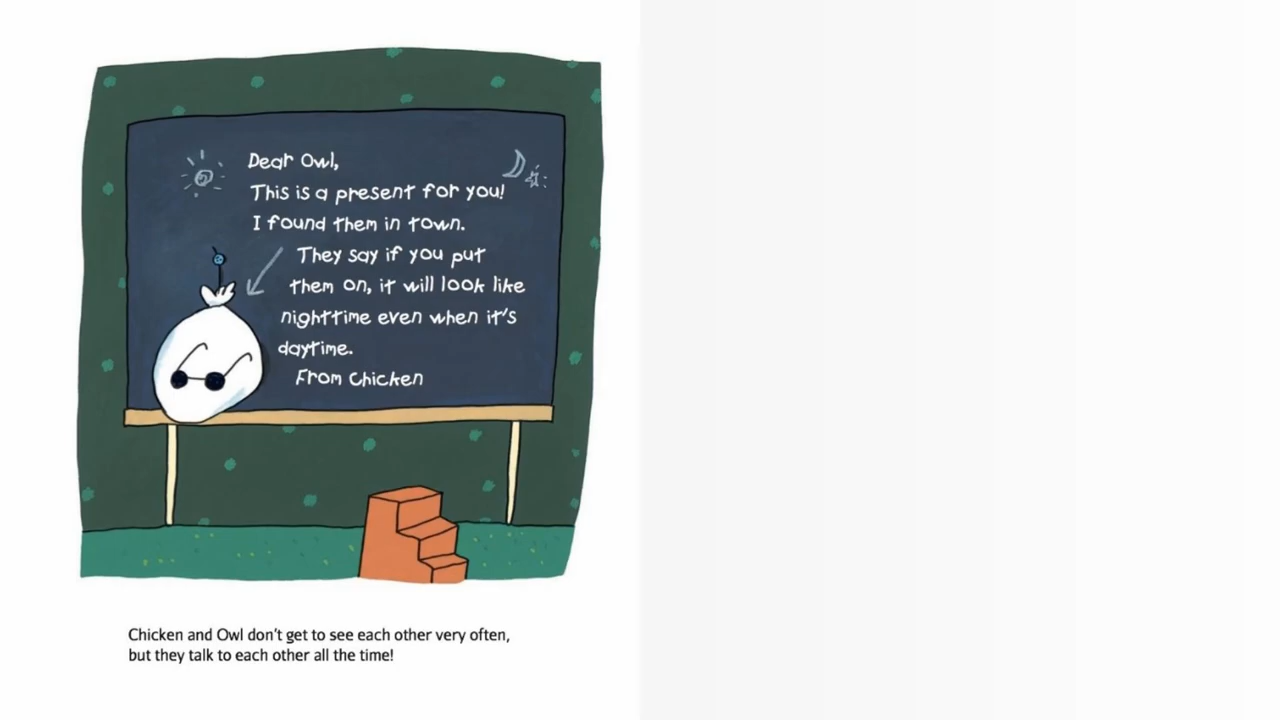 Dear Owl,
This is a present for you!
I found them in town.
They say if you put
them on, it will look like
nighttime even when it's
daytime.
From Chicken
Chicken and Owl don't get to see each other very often,
but they talk to each other all the time!